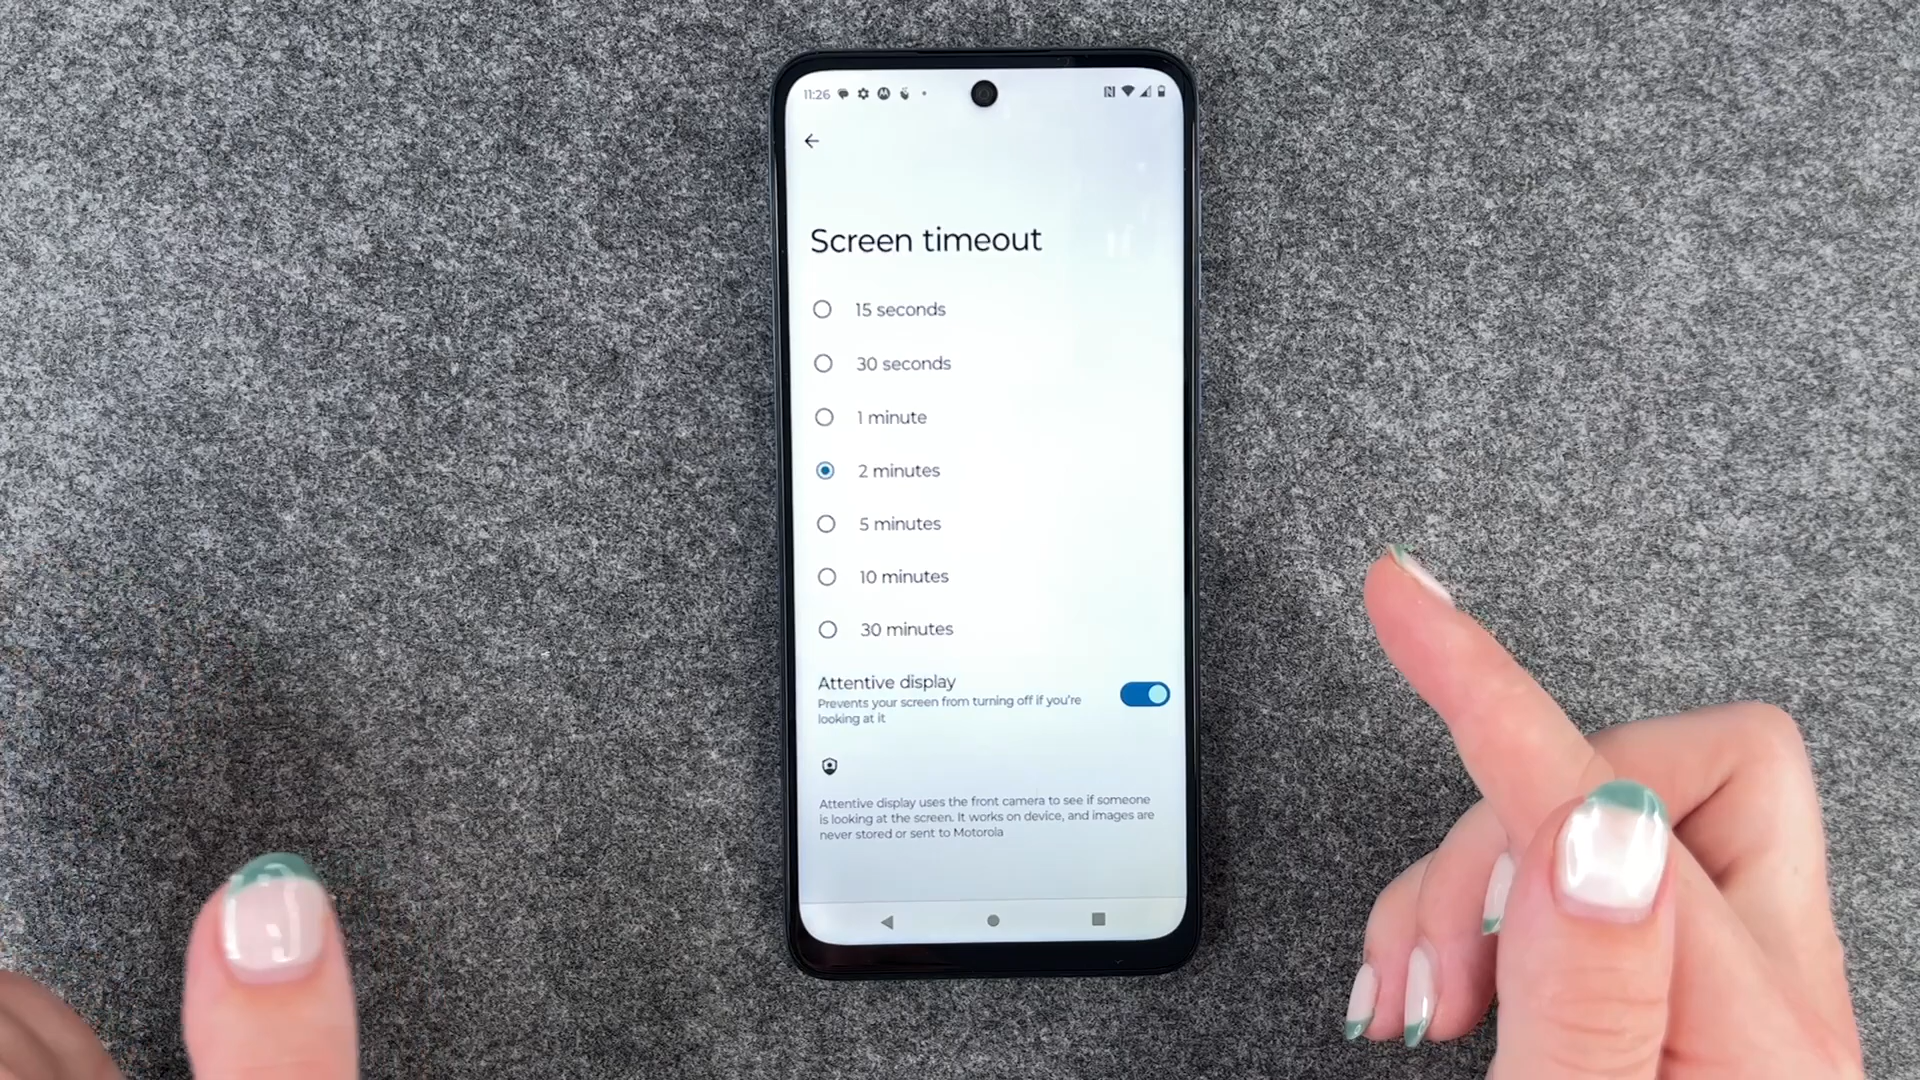 11:26
Screen timeout
15 seconds
30 seconds
1 minute
2 minutes
5 minutes
10 minutes
30 minutes
Attentive display
Prevents your screen from turning off if you're
looking at it
Attentive display uses the front camera to see if someone
is looking at the screen. It works on device, and images are
never stored or sent to Motorola